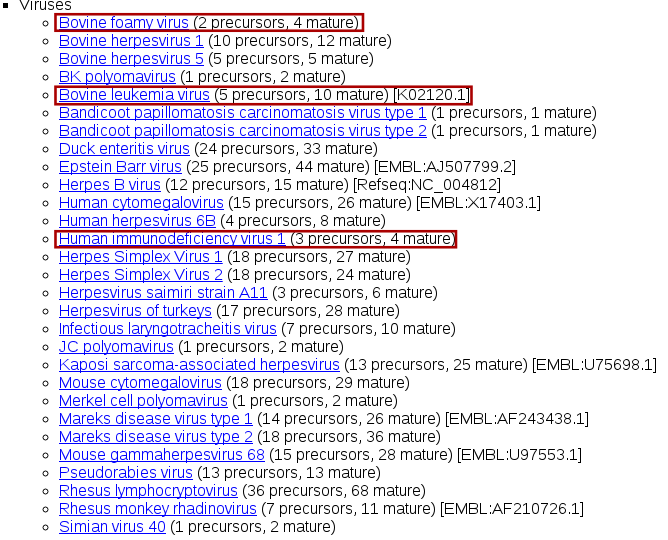 Viruses
Bovine foamy virus (2 precursors, 4 mature)
Bovine herpesvirus 1 (10 precursors, 12 mature)
Bovine herpesvirus 5 (5 precursors, 5 mature)
BK polyomavirus (1 precursors, 2 mature)
Bovine leukemia virus (5 precursors, 10 mature) [K02120.1]
Bandicoot papillomatosis carcinomatosis virus type 1 (1 precursors, 1 mature)
Bandicoot papillomatosis carcinomatosis virus type 2 (1 precursors, 1 mature)
Duck enteritis virus (24 precursors, 33 mature)
Epstein Barr virus (25 precursors, 44 mature) [EMBL:AJ507799.2]
Herpes B virus (12 precursors, 15 mature) [Refseq:NC_004812]
Human cytomegalovirus (15 precursors, 26 mature) [EMBL:X17403.1]
Human herpesvirus 6B (4 precursors, 8 mature)
Human immunodeficiency virus 1 (3 precursors, 4 mature)
Herpes Simplex Virus 1 (18 precursors, 27 mature)
Herpes Simplex Virus 2 (18 precursors, 24 mature)
Herpesvirus saimiri strain A11 (3 precursors, 6 mature)
Herpesvirus of turkeys (17 precursors, 28 mature)
Infectious laryngotracheitis virus (7 precursors, 10 mature)
JC polyomavirus (1 precursors, 2 mature)
Kaposi sarcoma-associated herpesvirus (13 precursors, 25 mature) [EMBL:U75698.1]
Mouse cytomegalovirus (18 precursors, 29 mature)
Merkel cell polyomavirus (1 precursors, 2 mature)
Mareks disease virus type 1 (14 precursors, 26 mature) [EMBL:AF243438.1]
Mareks disease virus type 2 (18 precursors, 36 mature)
Mouse gammaherpesvirus 68 (15 precursors, 28 mature) [EMBL:U97553.1]
Pseudorabies virus (13 precursors, 13 mature)
Rhesus lymphocryptovirus (36 precursors, 68 mature)
Rhesus monkey rhadinovirus (7 precursors, 11 mature) [EMBL:AF210726.1]
Simian virus 40 (1 precursors, 2 mature)